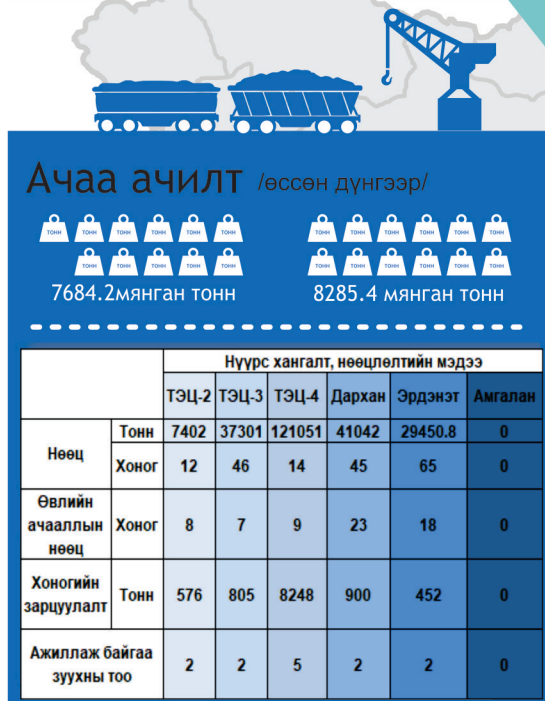 Ачаа ачилт /өссөн дүнгээр/
тонн тонн тонн тонн тонн тонн тонн тонн тонн тонн тонн тонн
тонн тонн тонн тонн тонн тонн тонн тонн тонн тонн тонн
7684.2мянган тонн 8285.4 мянган тонн
Нүүрс хангалт, нөөцлөлтийн мэдээ
ТЭЦ-2 ТЭЦ-3 ТЭЦ-4 Дархан Эрдэнэт Амгалан
Нөөц Тонн 7402 37301 121051 41042 29450.8 0
Хоног 12 46 14 45 65 0
Өвлийн
ачааллын
нөөц
Хоног 8 7 9 23 18 0
Хоногийн
зарцуулалт
Тонн 576 805 8248 900 452 0
Ажиллаж байгаа
зуухны тоо
2 2 5 2 2 0